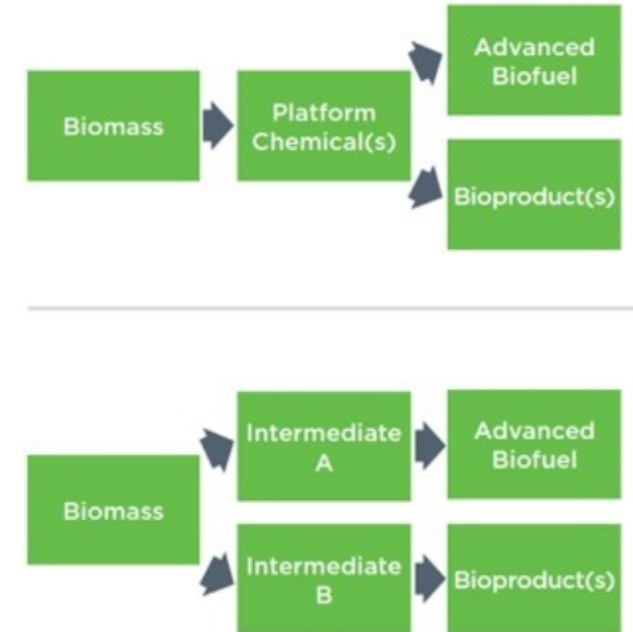 Biomass
Platform
Chemical(s)
Advanced
Biofuel
Bioproduct(s)
Biomass
Intermediate
A
Advanced
Biofuel
Intermediate
B
Bioproduct(s)